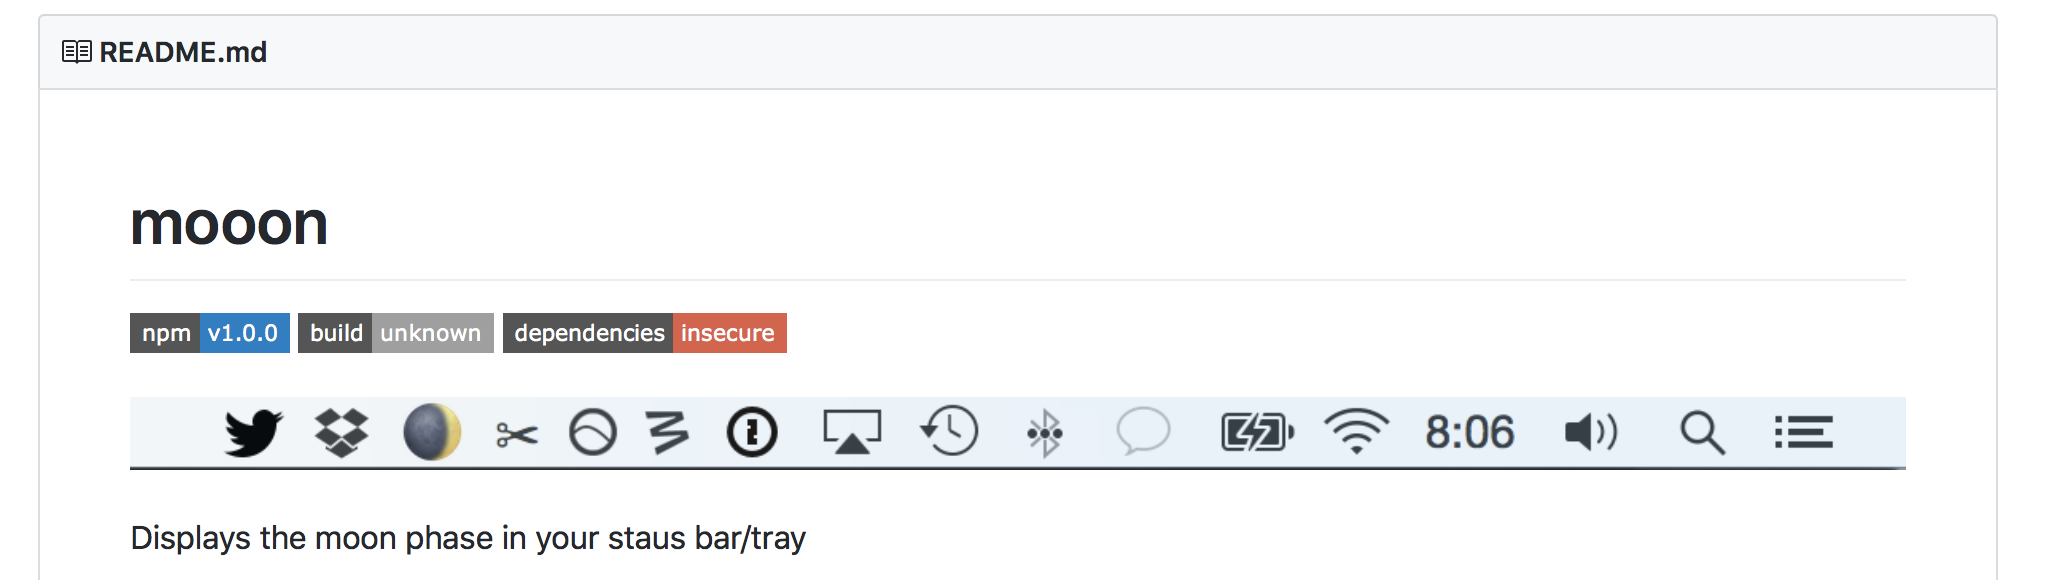 README.md
mooon
npm v1.0.0 build unknown dependencies insecure
8:06
Displays the moon phase in your staus bar/tray